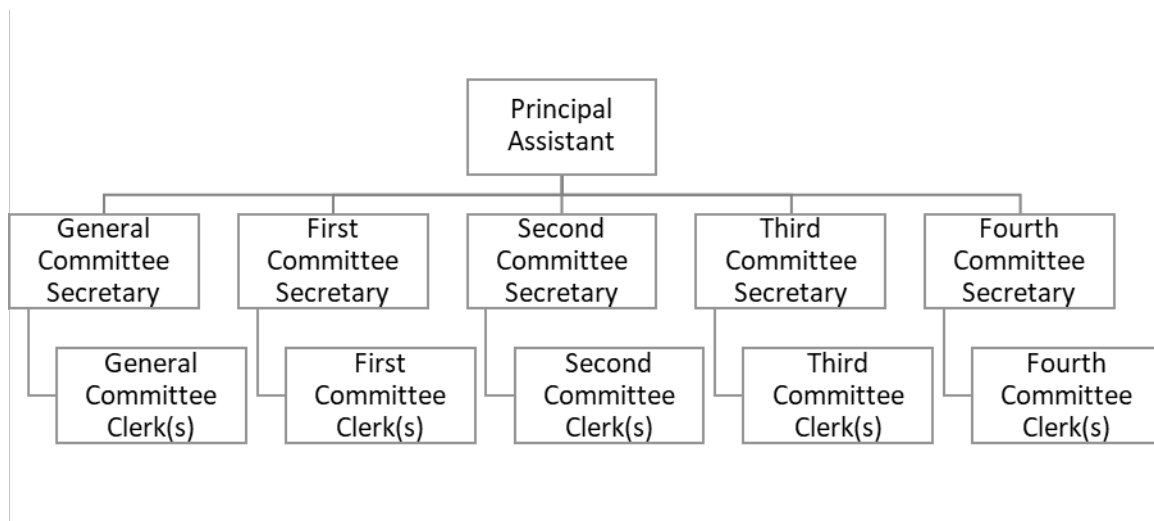 Principal
Assistant
General
Committee
Secretary
First
Committee
Secretary
Second
Committee
Secretary
Third
Committee
Secretary
Fourth
Committee
Secretary
General
Committee
Clerk(s)
First
Committee
Clerk(s)
Second
Committee
Clerk(s)
Third
Committee
Clerk(s)
Fourth
Committee
Clerk(s)